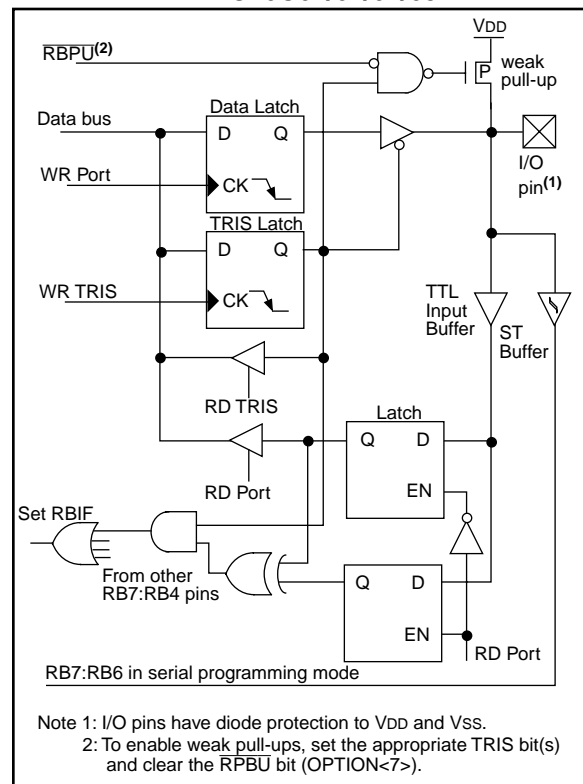 VDD
RBPU(2)
weak
pull-up
P
Data Latch
Data bus
D Q
I/O
pin(1)
WR Port
CK
TRIS Latch
D Q
WR TRIS
CK
TTL
Input
Buffer
ST
Buffer
RD TRIS
Latch
Q D
RD Port
EN
Set RBIF
From other
RB7:RB4 pins
Q D
EN
RD Port
RB7:RB6 in serial programming mode
Note 1: I/O pins have diode protection to VDD and VSS.
2: To enable weak pull-ups, set the appropriate TRIS bit(s)
and clear the RPBU bit (OPTION<7>).